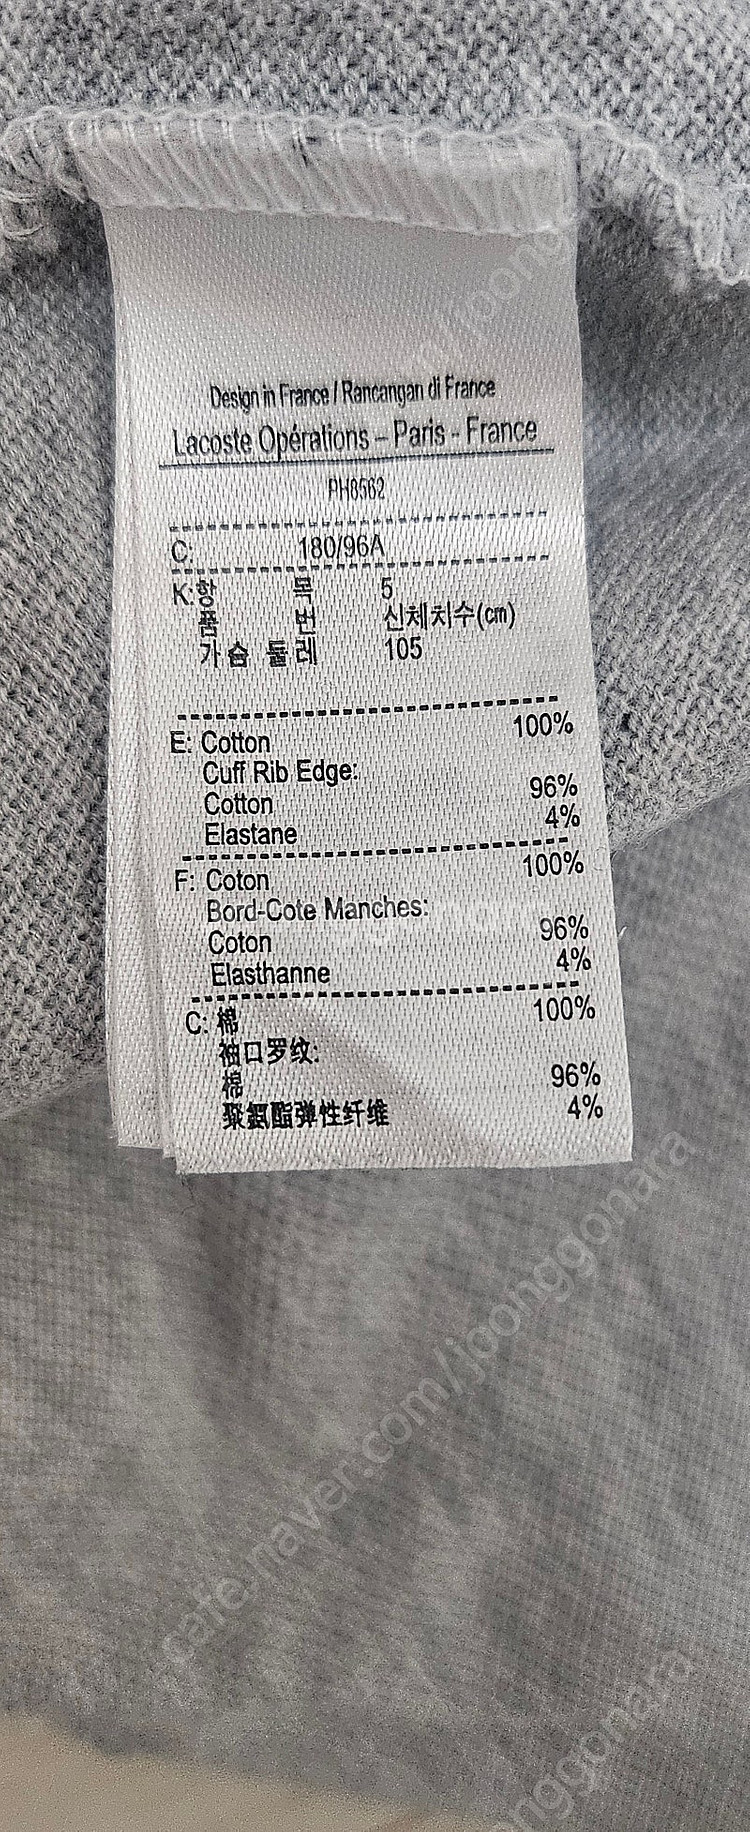 Design in France / Rancangan di France
Lacoste Opérations – Paris - France
PH8562
C: 180/96A
K:항 목 5
품 번 신체치수(cm)
가슴 둘레 105
E: Cotton 100%
Cuff Rib Edge:
Cotton 96%
Elastane 4%
F: Coton 100%
Bord-Cote Manches:
Coton 96%
Elasthanne 4%
C: 棉 100%
袖口罗纹:
棉 96%
聚氨酯弹性纤维 4%
cafe.naver.com/joonggonara